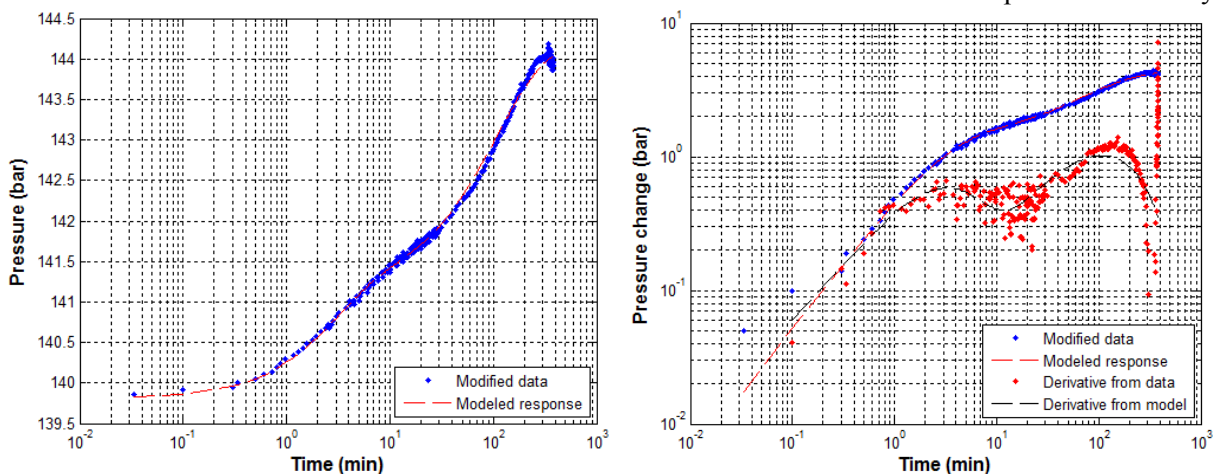 144.5
144
143.5
143
142.5
142
141.5
141
140.5
140
139.5
Pressure (bar)
10-2
10-1
100
101
102
103
Time (min)
Modified data
Modeled response
101
100
10-1
10-2
Pressure change (bar)
10-2
10-1
100
101
102
103
Time (min)
Modified data
Modeled response
Derivative from data
Derivative from model